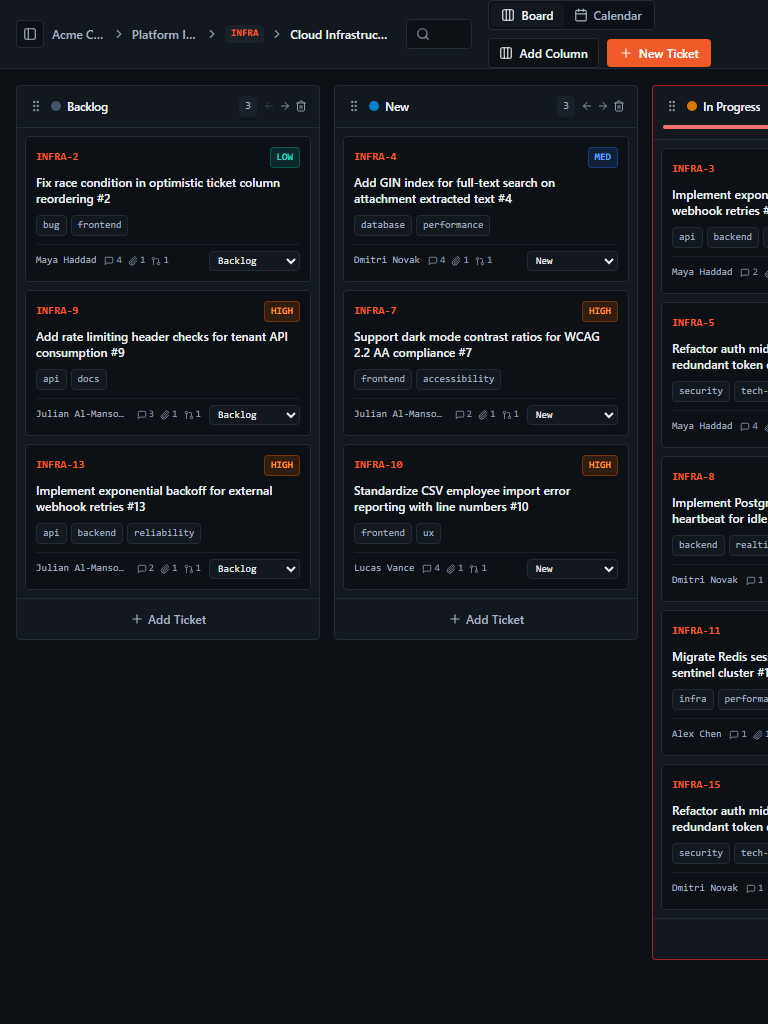 Acme C... Platform I... INFRA Cloud Infrastruc...
Board Calendar
Add Column New Ticket
Backlog 3
INFRA-2 LOW
Fix race condition in optimistic ticket column
reordering #2
bug frontend
Maya Haddad 4 1 1 Backlog
INFRA-9 HIGH
Add rate limiting header checks for tenant API
consumption #9
api docs
Julian Al-Manso... 3 1 1 Backlog
INFRA-13 HIGH
Implement exponential backoff for external
webhook retries #13
api backend reliability
Julian Al-Manso... 2 1 1 Backlog
Add Ticket
New 3
INFRA-4 MED
Add GIN index for full-text search on
attachment extracted text #4
database performance
Dmitri Novak 4 1 1 New
INFRA-7 HIGH
Support dark mode contrast ratios for WCAG
2.2 AA compliance #7
frontend accessibility
Julian Al-Manso... 2 1 1 New
INFRA-10 HIGH
Standardize CSV employee import error
reporting with line numbers #10
frontend ux
Lucas Vance 4 1 1 New
Add Ticket
In Progress
INFRA-3
Implement expon
webhook retries #
api backend
Maya Haddad 2
INFRA-5
Refactor auth mid
redundant token
security tech-
Maya Haddad 4
INFRA-8
Implement Postgr
heartbeat for idle
backend realti
Dmitri Novak 1
INFRA-11
Migrate Redis ses
sentinel cluster #1
infra performa
Alex Chen 1 1
INFRA-15
Refactor auth mid
redundant token
security tech-
Dmitri Novak 1